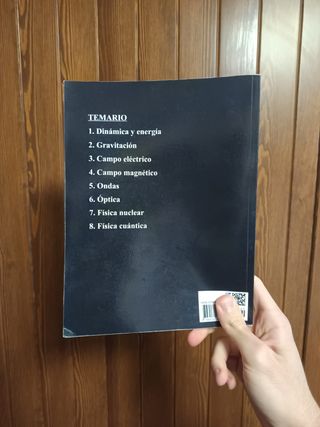 TEMARIO
1. Dinámica y energía
2. Gravitación
3. Campo eléctrico
4. Campo magnético
5. Ondas
6. Óptica
7. Física nuclear
8. Física cuántica